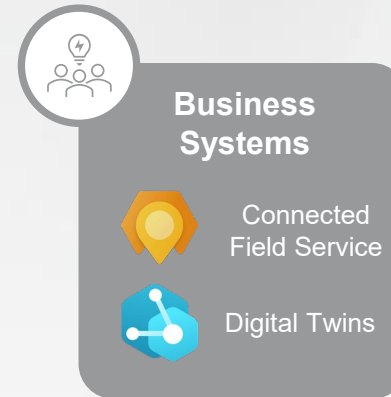 Business
Systems
Connected
Field Service
Digital Twins